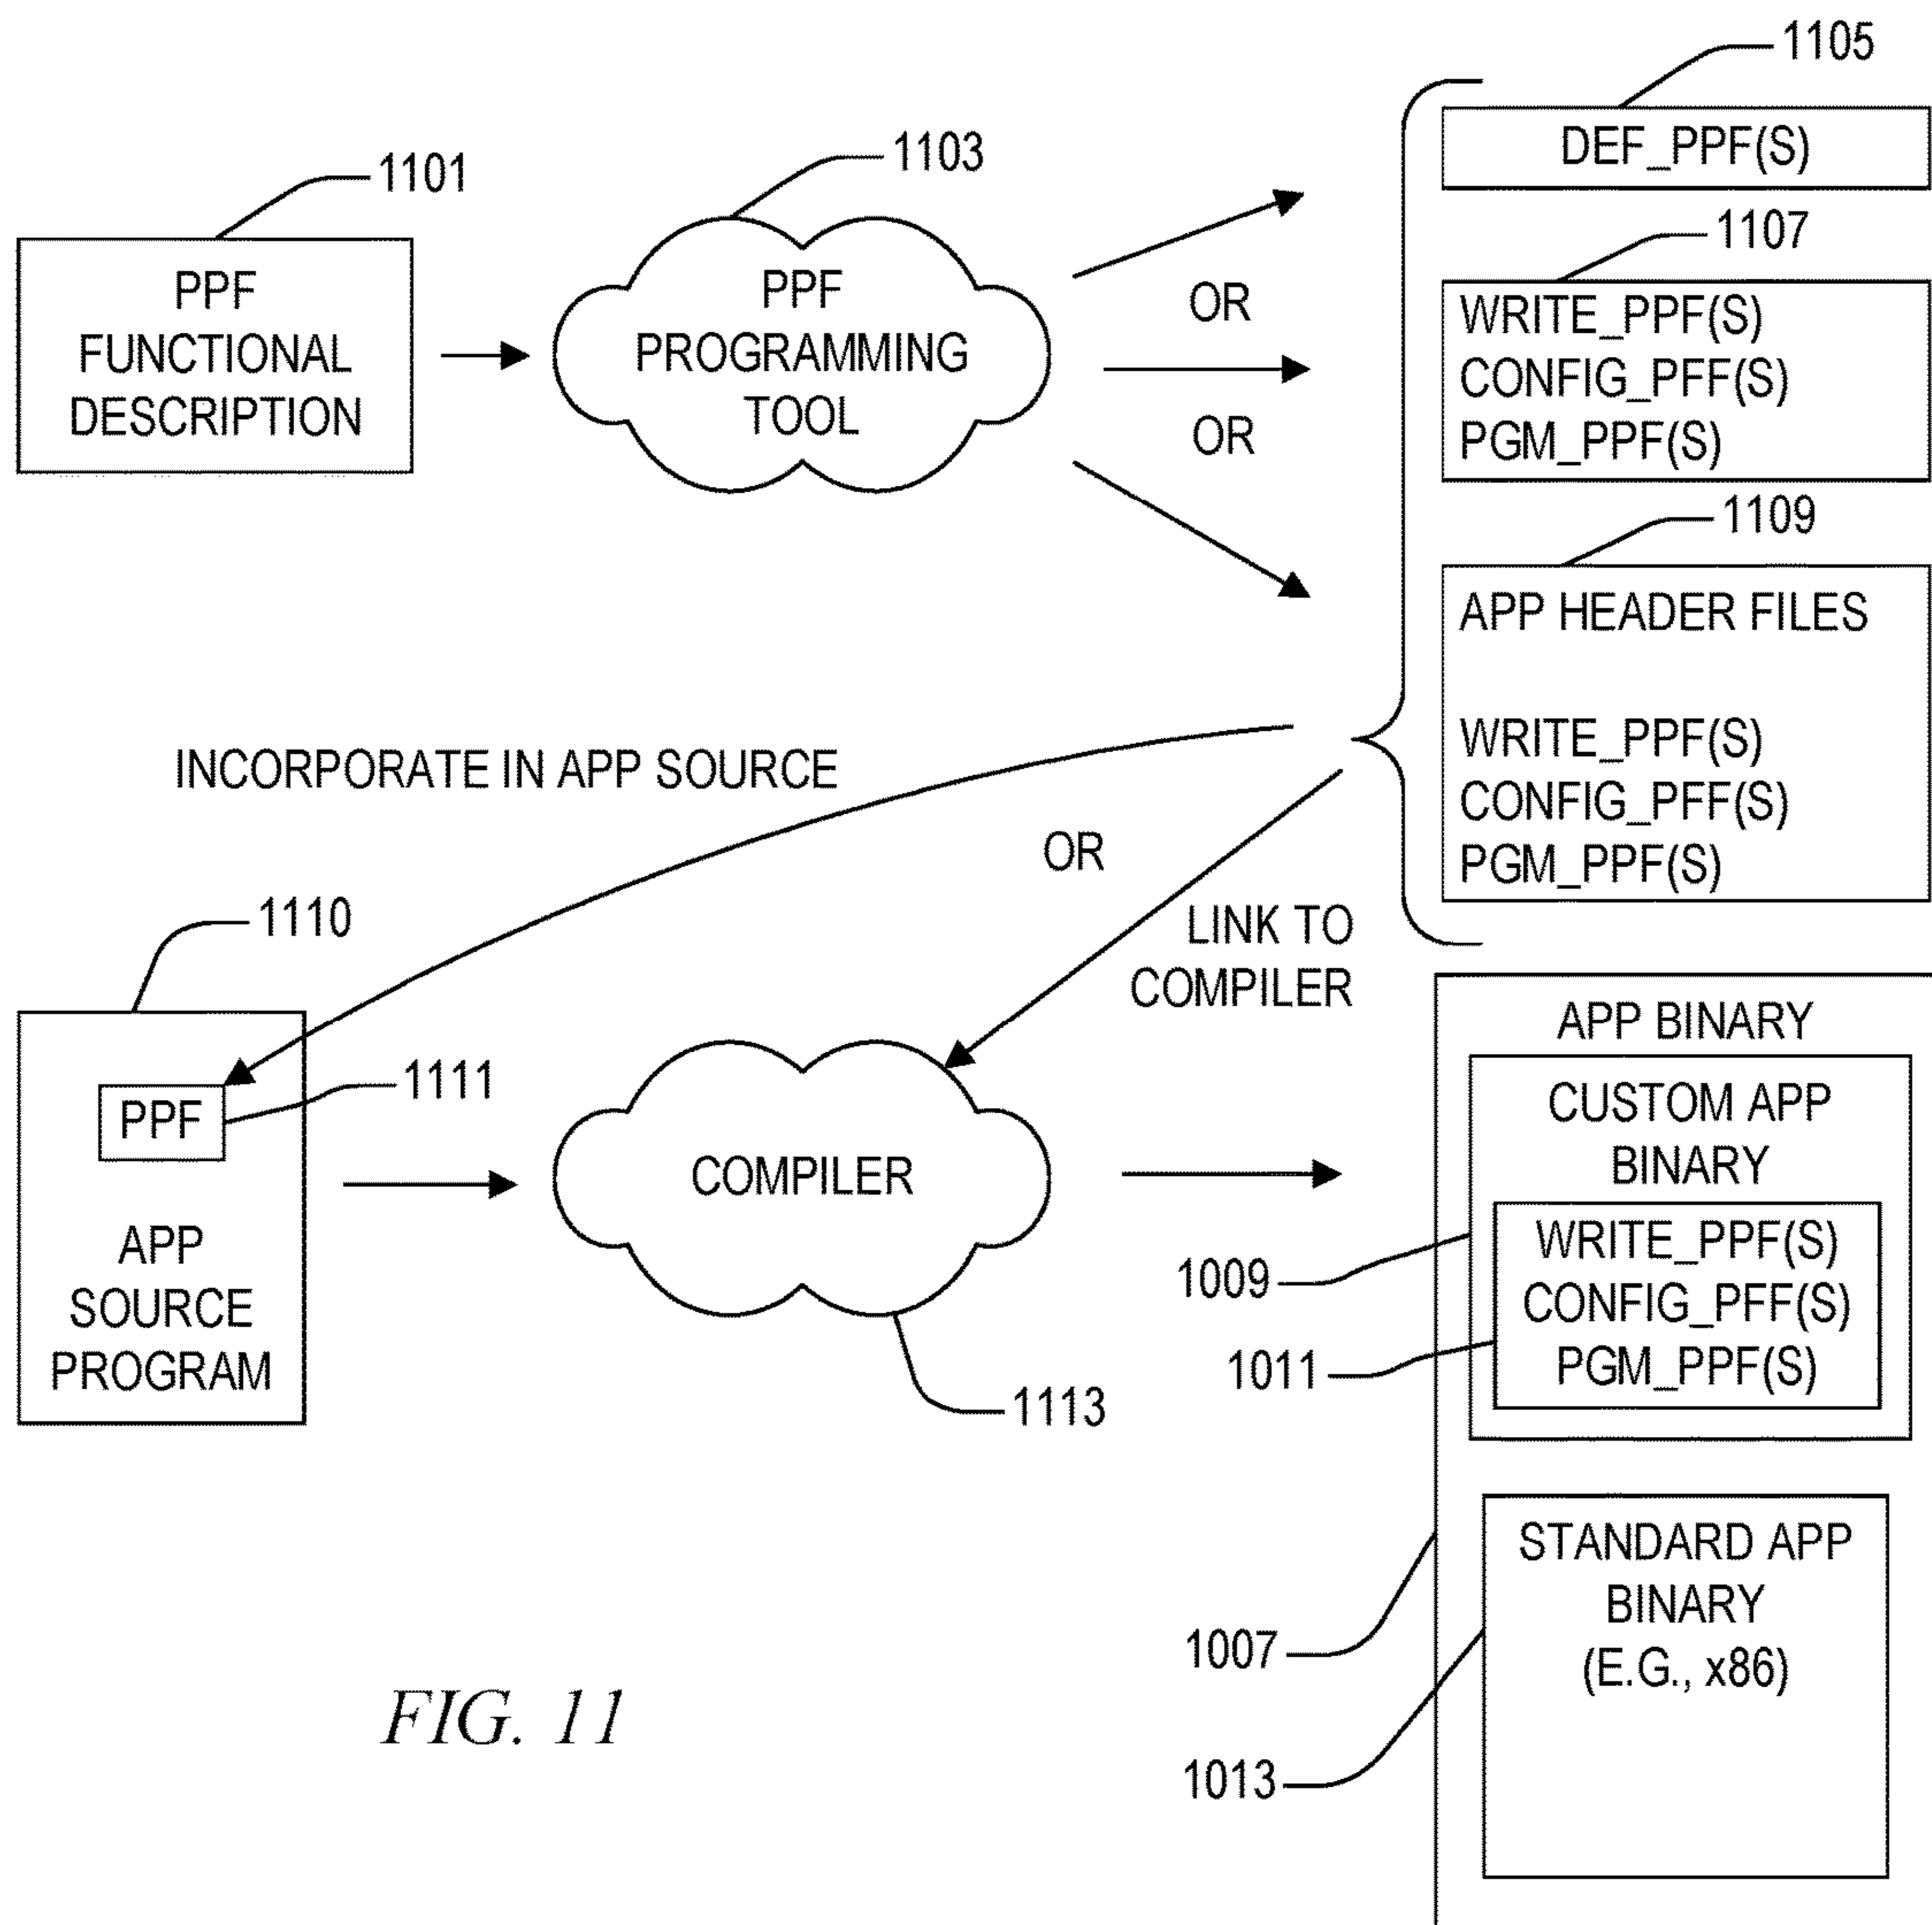 1105
DEF_PPF(S)
1101
1103
PPF
FUNCTIONAL
DESCRIPTION
PPF
PROGRAMMING
TOOL
OR
OR
1107
WRITE_PPF(S)
CONFIG_PFF(S)
PGM_PPF(S)
1109
APP HEADER FILES
WRITE_PPF(S)
CONFIG_PFF(S)
PGM_PPF(S)
INCORPORATE IN APP SOURCE
OR
LINK TO
COMPILER
1110
PPF
1111
APP
SOURCE
PROGRAM
COMPILER
1113
APP BINARY
CUSTOM APP
BINARY
WRITE_PPF(S)
CONFIG_PFF(S)
PGM_PPF(S)
1009
1011
STANDARD APP
BINARY
(E.G., x86)
1007
1013
FIG. 11